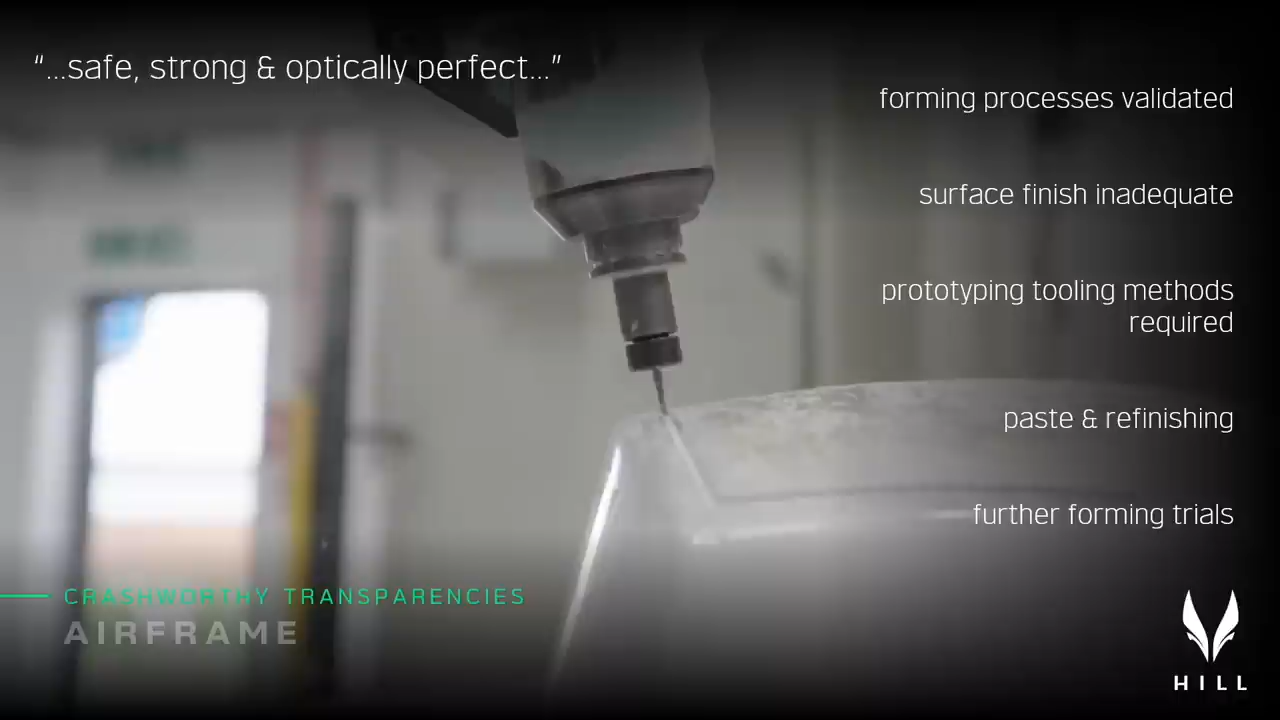 “...safe, strong & optically perfect...”
forming processes validated
surface finish inadequate
prototyping tooling methods
required
paste & refinishing
further forming trials
CRASHWORTHY TRANSPARENCIES
AIRFRAME
HILL